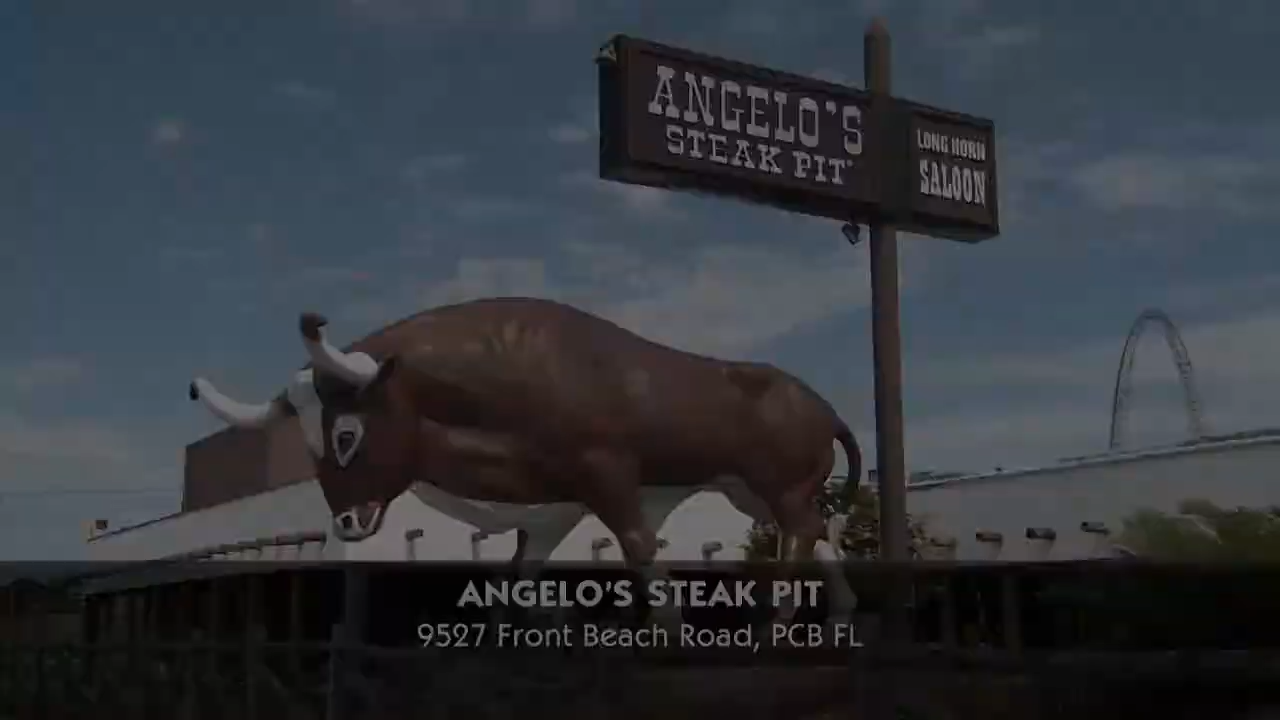 ANGELO'S
STEAK PIT
LONG HORN
SALOON
ANGELO'S STEAK PIT
9527 Front Beach Road, PCB FL